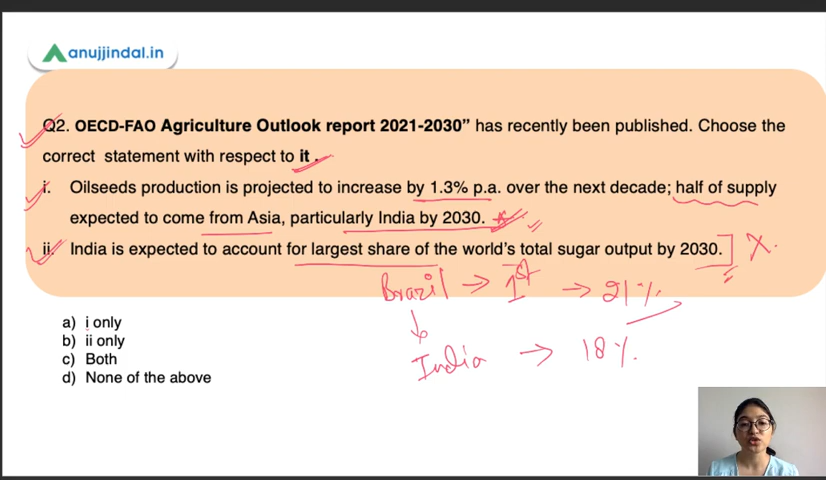 anujjindal.in
Q2. OECD-FAO Agriculture Outlook report 2021-2030” has recently been published. Choose the
correct statement with respect to it .
i. Oilseeds production is projected to increase by 1.3% p.a. over the next decade; half of supply
expected to come from Asia, particularly India by 2030.
ii. India is expected to account for largest share of the world’s total sugar output by 2030. X
Brazil → 1st → 21%
India → 18%
a) i only
b) ii only
c) Both
d) None of the above